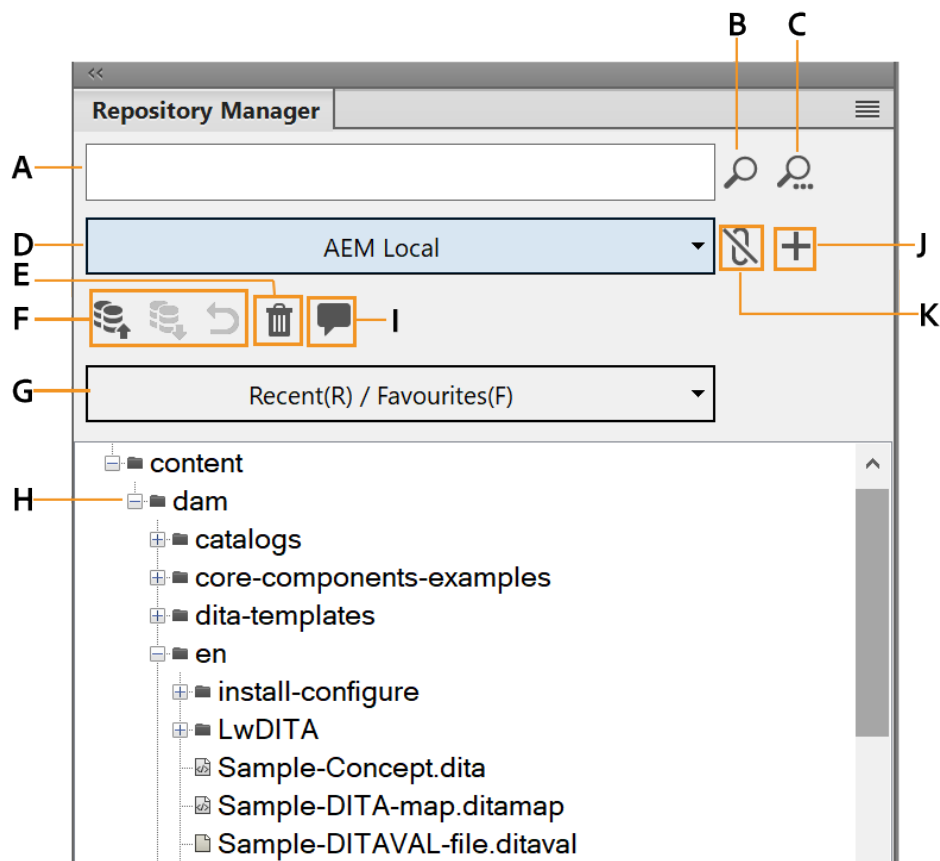 B C
<<
Repository Manager
A
D AEM Local J
E
F I K
G Recent(R) / Favourites(F)
content
H dam
catalogs
core-components-examples
dita-templates
en
install-configure
LwDITA
Sample-Concept.dita
Sample-DITA-map.ditamap
Sample-DITAVAL-file.ditaval